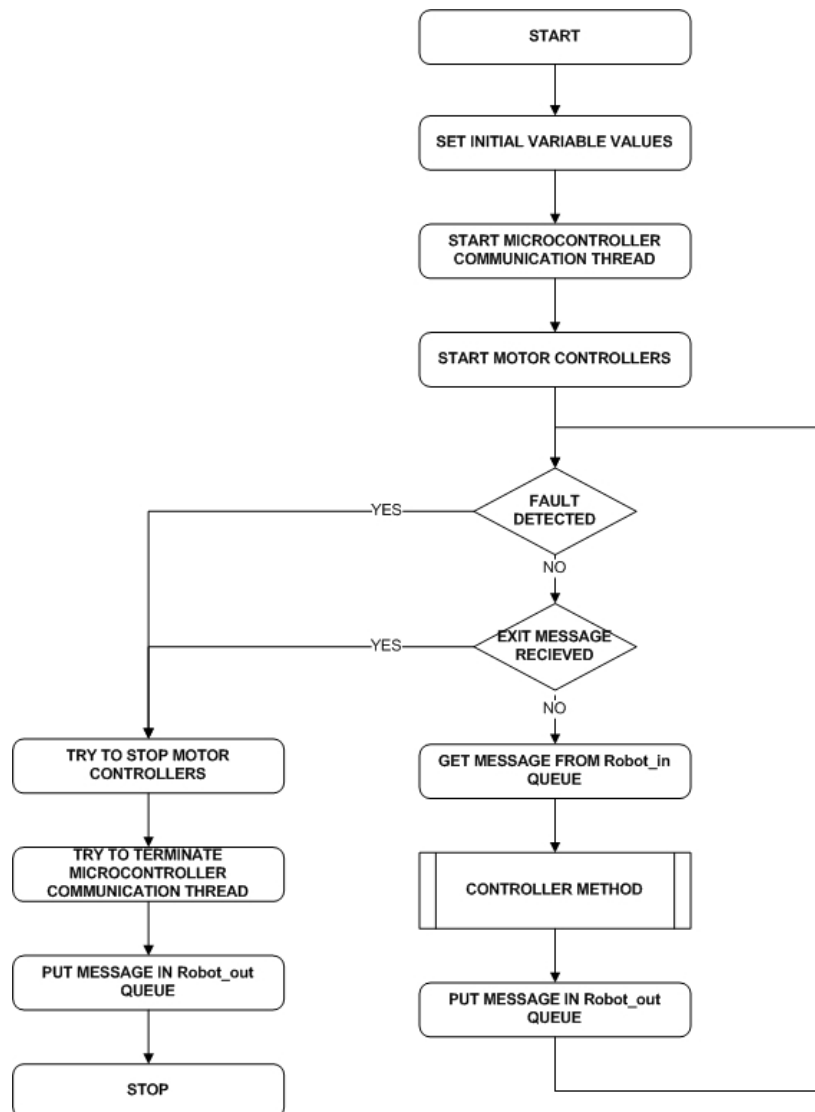 START
SET INITIAL VARIABLE VALUES
START MICROCONTROLLER
COMMUNICATION THREAD
START MOTOR CONTROLLERS
FAULT
DETECTED
YES
NO
EXIT MESSAGE
RECIEVED
YES
NO
TRY TO STOP MOTOR
CONTROLLERS
GET MESSAGE FROM Robot_in
QUEUE
TRY TO TERMINATE
MICROCONTROLLER
COMMUNICATION THREAD
CONTROLLER METHOD
PUT MESSAGE IN Robot_out
QUEUE
PUT MESSAGE IN Robot_out
QUEUE
STOP